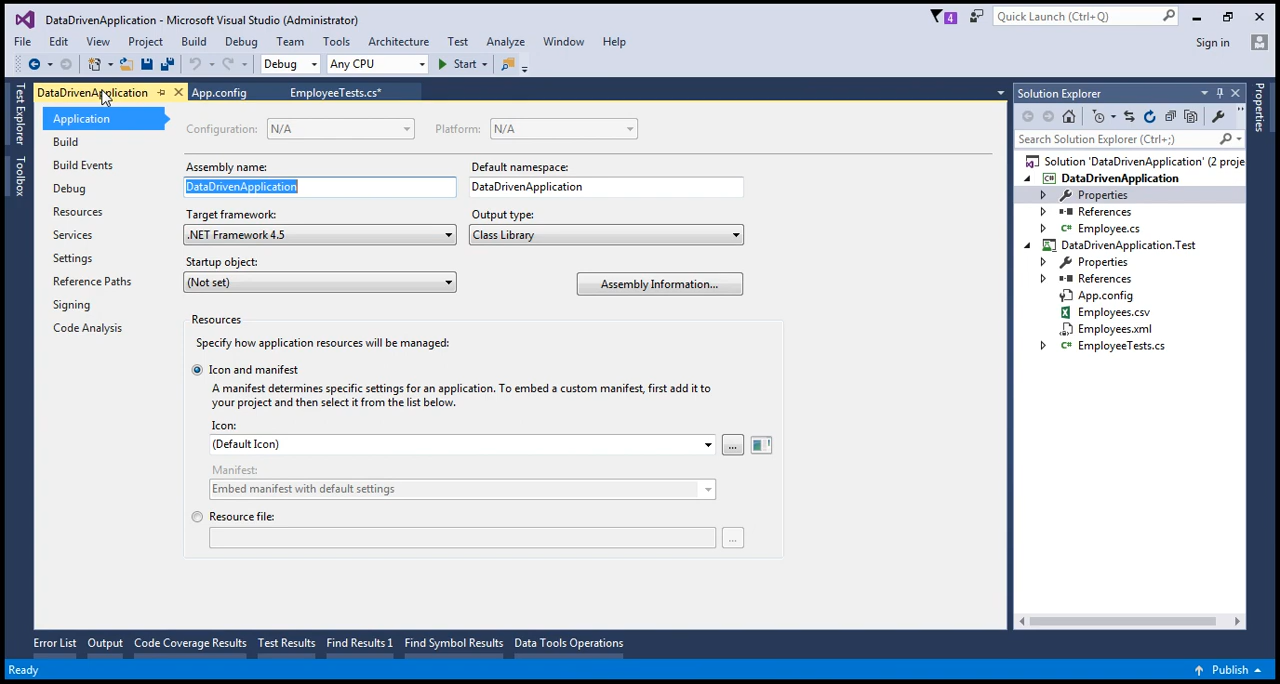 DataDrivenApplication - Microsoft Visual Studio (Administrator)
4
Quick Launch (Ctrl+Q)
File Edit View Project Build Debug Team Tools Architecture Test Analyze Window Help
Sign in
Debug Any CPU Start
DataDrivenApplication App.config EmployeeTests.cs*
Test Explorer
Toolbox
Application
Build
Build Events
Debug
Resources
Services
Settings
Reference Paths
Signing
Code Analysis
Configuration: N/A Platform: N/A
Assembly name: Default namespace:
DataDrivenApplication DataDrivenApplication
Target framework: Output type:
.NET Framework 4.5 Class Library
Startup object:
(Not set) Assembly Information...
Resources
Specify how application resources will be managed:
Icon and manifest
A manifest determines specific settings for an application. To embed a custom manifest, first add it to
your project and then select it from the list below.
Icon:
(Default Icon) ...
Manifest:
Embed manifest with default settings
Resource file:
...
Solution Explorer
Search Solution Explorer (Ctrl+;)
Solution 'DataDrivenApplication' (2 proje
C# DataDrivenApplication
Properties
References
C# Employee.cs
DataDrivenApplication.Test
Properties
References
App.config
Employees.csv
Employees.xml
C# EmployeeTests.cs
Properties
Error List Output Code Coverage Results Test Results Find Results 1 Find Symbol Results Data Tools Operations
Ready
Publish